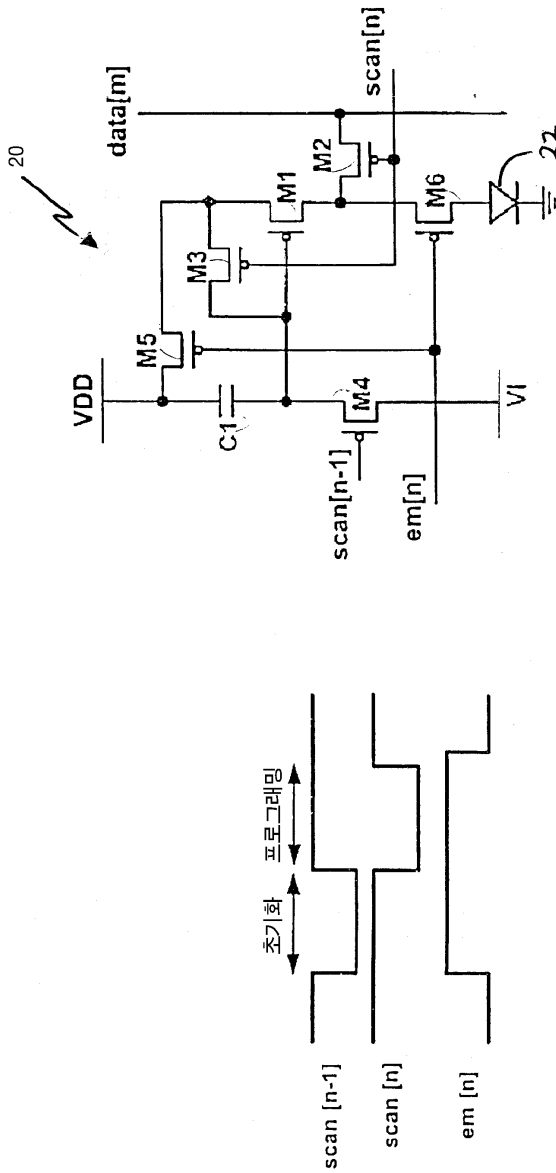 20
data[m]
scan[n]
VDD
M5
M3
M1
M2
C1
M4
M6
22
scan[n-1]
em[n]
VI
초기화
프로그래밍
scan [n-1]
scan [n]
em [n]